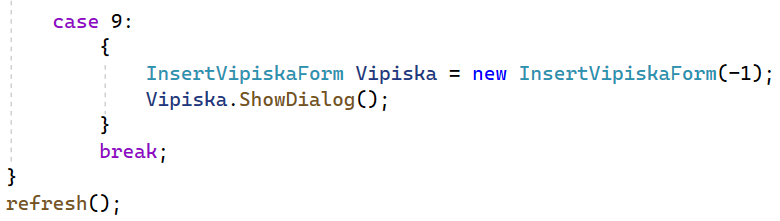 case 9:
{
InsertVipiskaForm Vipiska = new InsertVipiskaForm(-1);
Vipiska.ShowDialog();
}
break;
}
refresh();